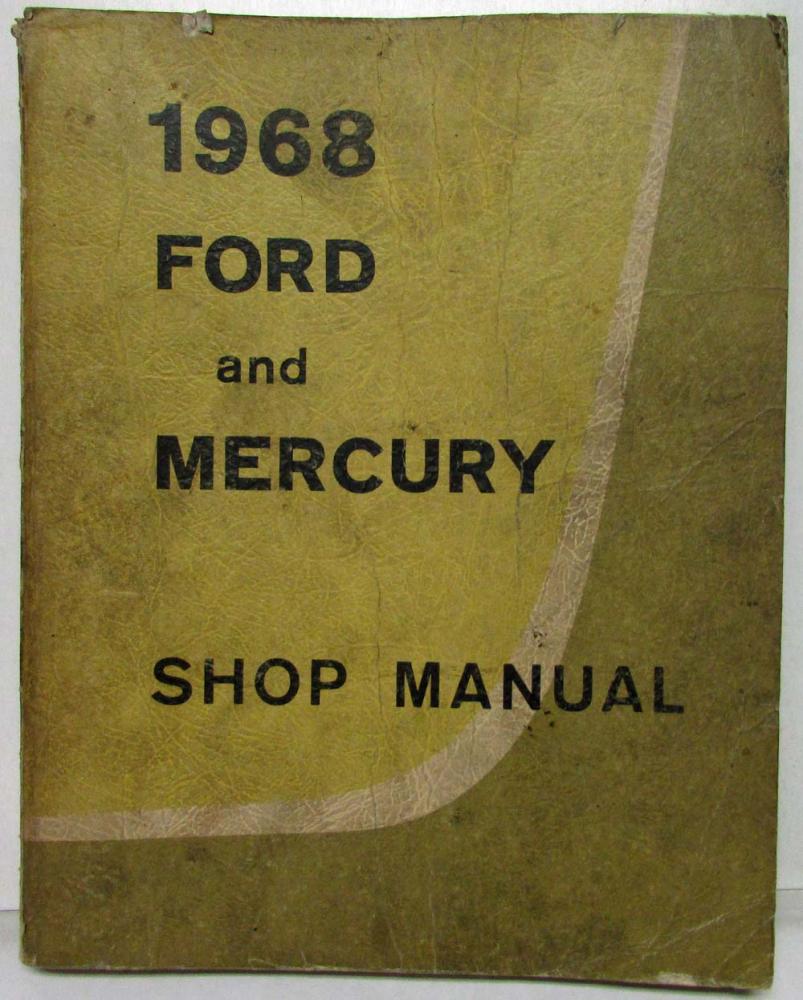 1968
FORD
and
MERCURY
SHOP MANUAL